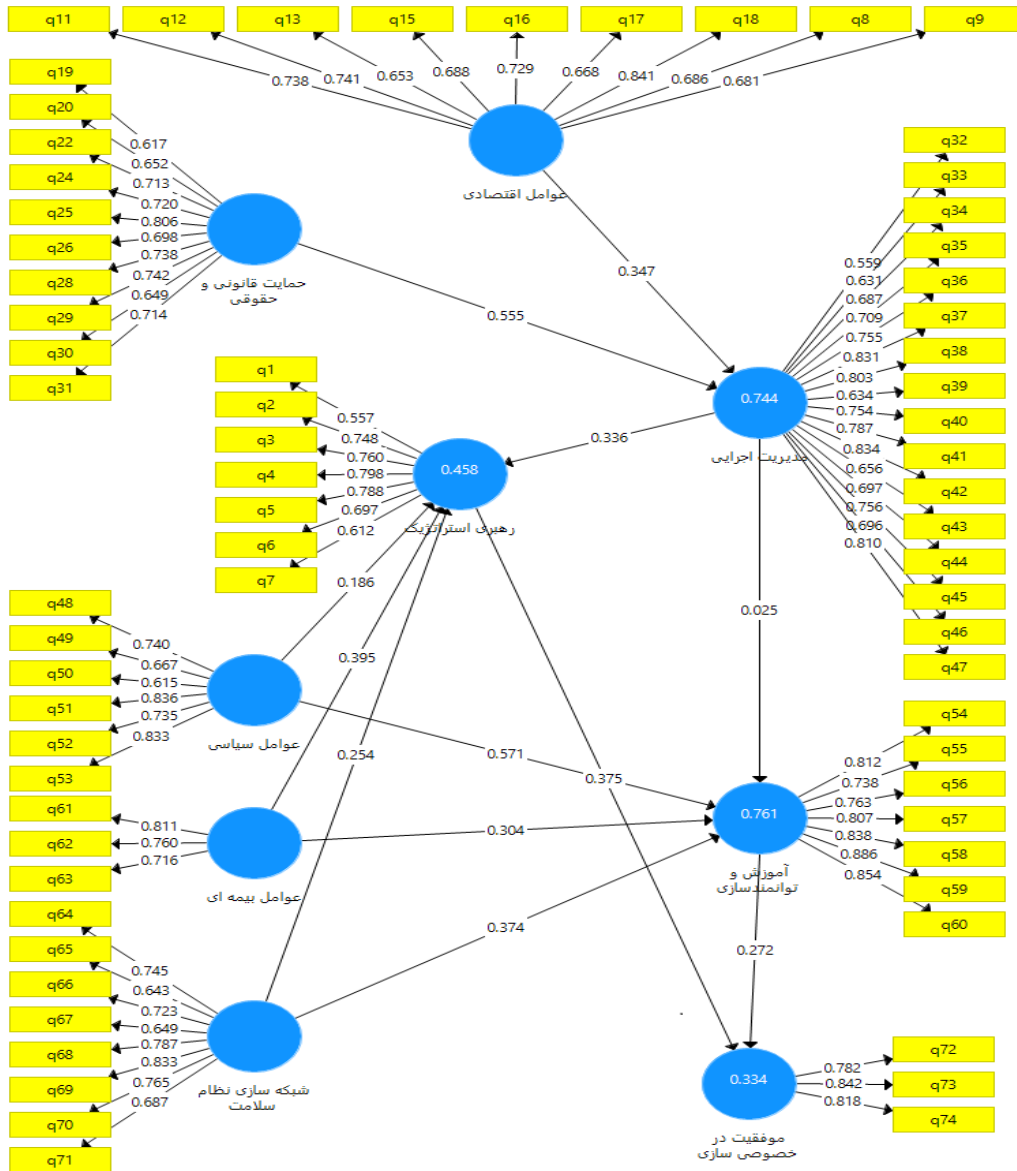 q11
q12
q13
q15
q16
q17
q18
q8
q9
0.738
0.741
0.653
0.688
0.729
0.668
0.841
0.686
0.681
عوامل اقتصادی
q19
q20
q22
q24
q25
q26
q28
q29
q30
q31
0.617
0.652
0.713
0.720
0.806
0.698
0.738
0.742
0.649
0.714
حمایت قانونی و
حقوقی
0.347
0.555
q32
q33
q34
q35
q36
q37
q38
q39
q40
q41
q42
q43
q44
q45
q46
q47
0.559
0.631
0.687
0.709
0.755
0.831
0.803
0.634
0.754
0.787
0.834
0.656
0.697
0.756
0.696
0.810
0.744
مدیریت اجرایی
q1
q2
q3
q4
q5
q6
q7
0.557
0.748
0.760
0.798
0.788
0.697
0.612
0.458
رهبری استراتژیک
0.336
0.186
0.395
0.254
0.025
0.375
0.571
0.304
0.374
q48
q49
q50
q51
q52
q53
0.740
0.667
0.615
0.836
0.735
0.833
عوامل سیاسی
q61
q62
q63
0.811
0.760
0.716
عوامل بیمه ای
q64
q65
q66
q67
q68
q69
q70
q71
0.745
0.643
0.723
0.649
0.787
0.833
0.765
0.687
شبکه سازی نظام
سلامت
q54
q55
q56
q57
q58
q59
q60
0.812
0.738
0.763
0.807
0.838
0.886
0.854
0.761
آموزش و
توانمندسازی
0.272
0.334
q72
q73
q74
0.782
0.842
0.818
موفقیت در
خصوصی سازی